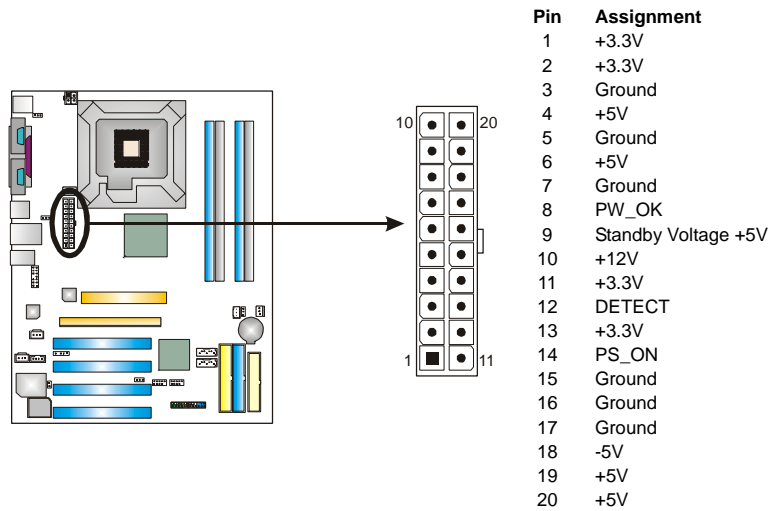 Pin Assignment
1 +3.3V
2 +3.3V
3 Ground
4 +5V
5 Ground
6 +5V
7 Ground
8 PW_OK
9 Standby Voltage +5V
10 +12V
11 +3.3V
12 DETECT
13 +3.3V
14 PS_ON
15 Ground
16 Ground
17 Ground
18 -5V
19 +5V
20 +5V
10 20
1 11